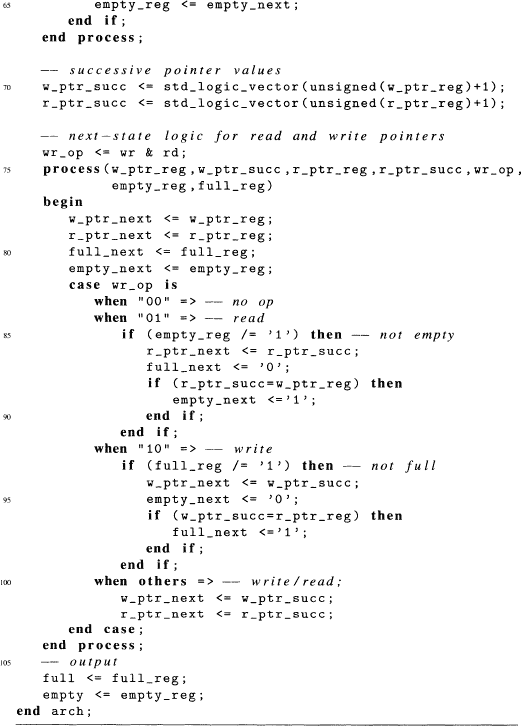 65 empty_reg <= empty_next;
end if;
end process;
—— successive pointer values
70 w_ptr_succ <= std_logic_vector(unsigned(w_ptr_reg)+1);
r_ptr_succ <= std_logic_vector(unsigned(r_ptr_reg)+1);
—— next—state logic for read and write pointers
wr_op <= wr & rd;
75 process(w_ptr_reg,w_ptr_succ,r_ptr_reg,r_ptr_succ,wr_op,
empty_reg,full_reg)
begin
w_ptr_next <= w_ptr_reg;
r_ptr_next <= r_ptr_reg;
80 full_next <= full_reg;
empty_next <= empty_reg;
case wr_op is
when "00" => —— no op
when "01" => —— read
85 if (empty_reg /= '1') then —— not empty
r_ptr_next <= r_ptr_succ;
full_next <= '0';
if (r_ptr_succ=w_ptr_reg) then
empty_next <='1';
90 end if;
end if;
when "10" => —— write
if (full_reg /= '1') then —— not full
w_ptr_next <= w_ptr_succ;
95 empty_next <= '0';
if (w_ptr_succ=r_ptr_reg) then
full_next <='1';
end if;
end if;
100 when others => —— write/read;
w_ptr_next <= w_ptr_succ;
r_ptr_next <= r_ptr_succ;
end case;
end process;
105 —— output
full <= full_reg;
empty <= empty_reg;
end arch;